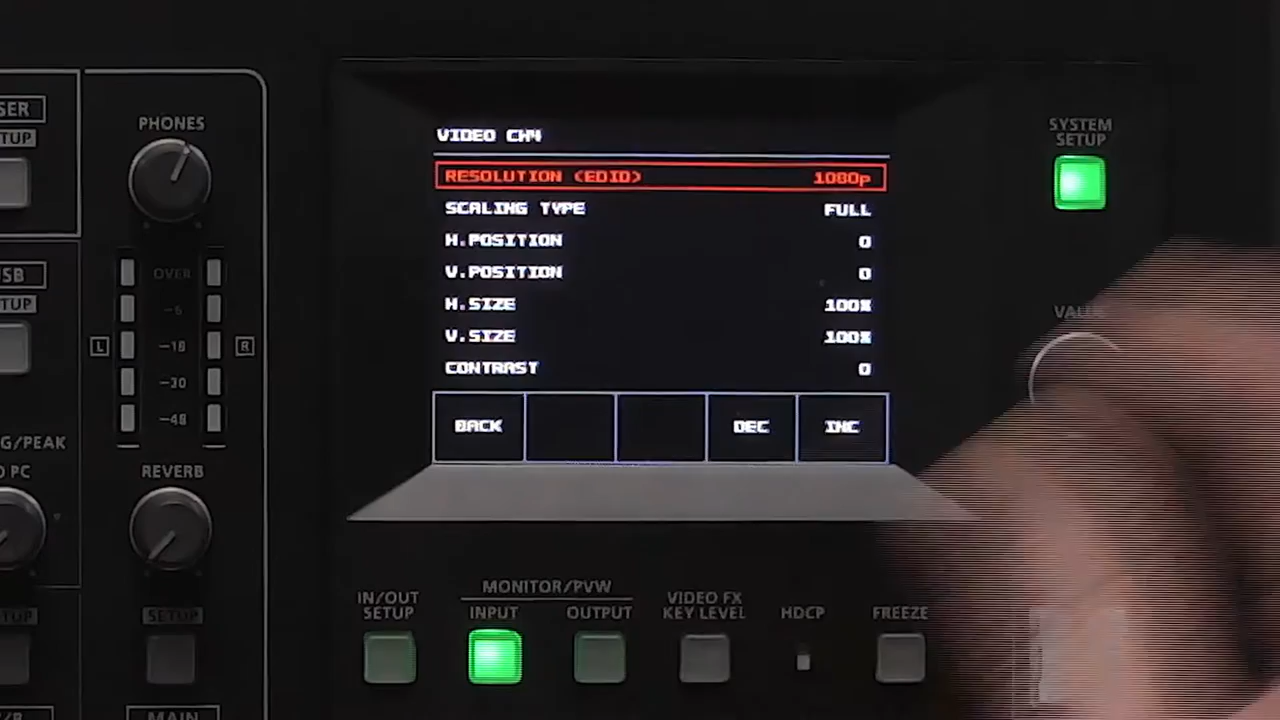 SER
TUP
SB
TUP
G/PEAK
O PC
TUP
PHONES
OVER
-6
L -18 R
-30
-48
REVERB
SETUP
MAIN
VIDEO CH4
RESOLUTION (EDID) 1080p
SCALING TYPE FULL
H.POSITION 0
V.POSITION 0
H.SIZE 100%
V.SIZE 100%
CONTRAST 0
BACK DEC INC
SYSTEM
SETUP
MONITOR/PVW
IN/OUT
SETUP
INPUT
OUTPUT
VIDEO FX
KEY LEVEL
HDCP
FREEZE